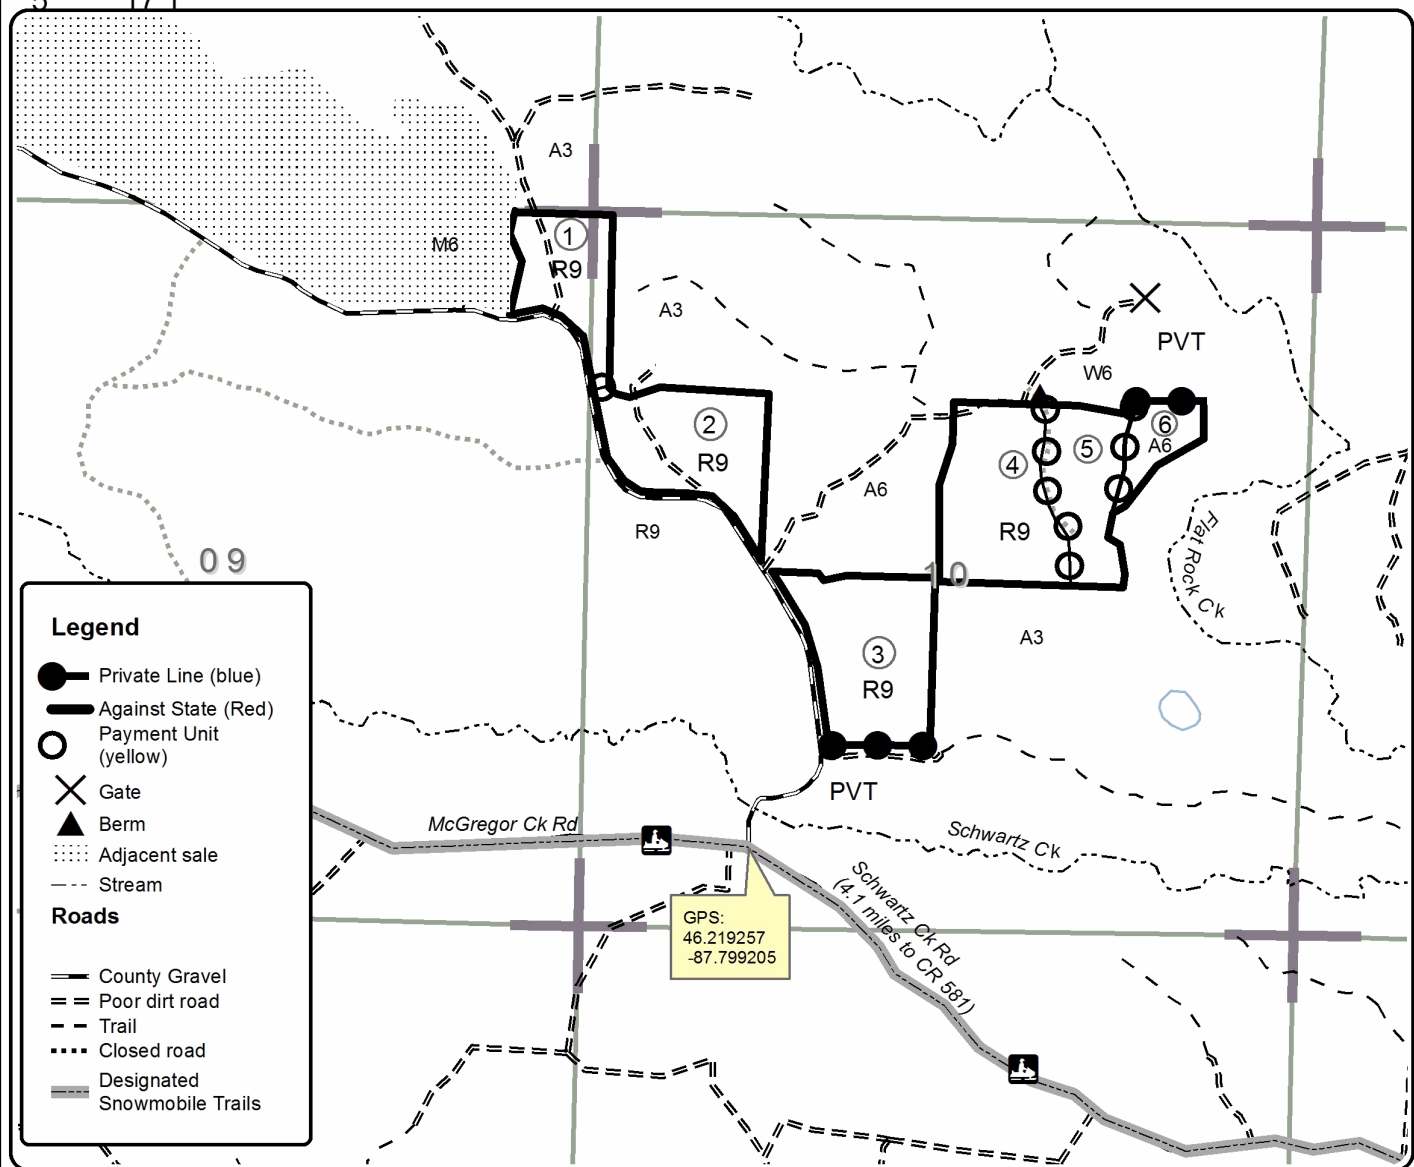 A3
1
M6
R9
A3
PVT
W6
2
6
5
A6
R9
4
A6
R9
R9
Flat Rock Ck
09
10
3
A3
R9
PVT
McGregor Ck Rd
Schwartz Ck
Schwartz Ck Rd
(4.1 miles to CR 581)
GPS:
46.219257
-87.799205
Legend
Private Line (blue)
Against State (Red)
Payment Unit
(yellow)
Gate
Berm
Adjacent sale
Stream
Roads
County Gravel
Poor dirt road
Trail
Closed road
Designated
Snowmobile Trails